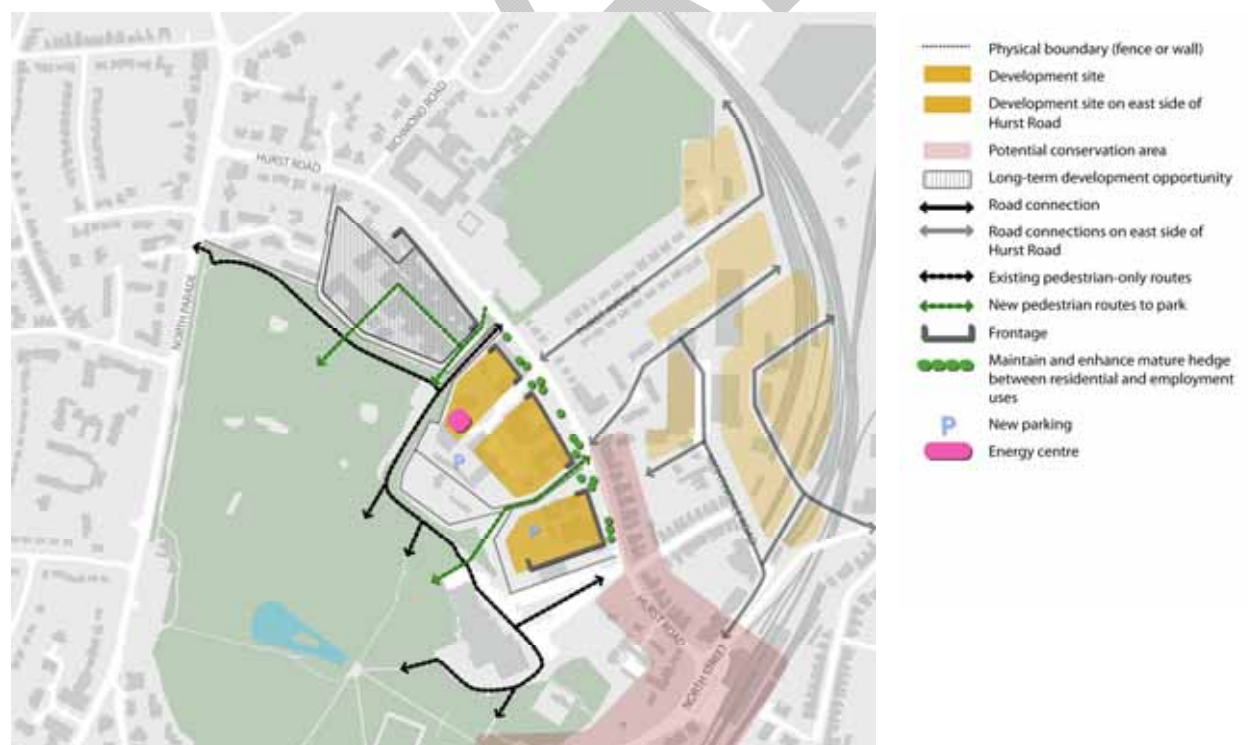 RICHMOND ROAD
HURST ROAD
NORTH PARADE
P
P
HURST ROAD
NORTH STREET
Physical boundary (fence or wall)
Development site
Development site on east side of
Hurst Road
Potential conservation area
Long-term development opportunity
Road connection
Road connections on east side of
Hurst Road
Existing pedestrian-only routes
New pedestrian routes to park
Frontage
Maintain and enhance mature hedge
between residential and employment
uses
P
New parking
Energy centre